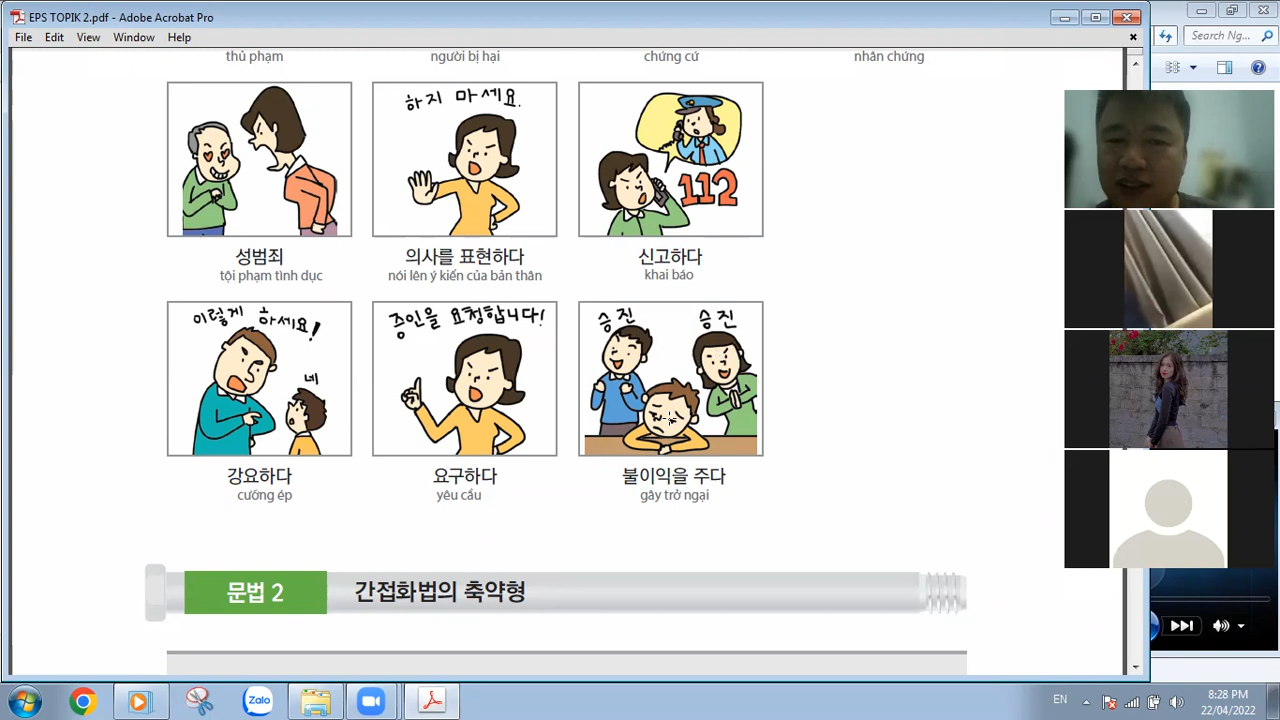 EPS TOPIK 2.pdf - Adobe Acrobat Pro
File Edit View Window Help
Search Ng...
thủ phạm người bị hại chứng cứ nhân chứng
하지 마세요.
112
성범죄 의사를 표현하다 신고하다
tội phạm tình dục nói lên ý kiến của bản thân khai báo
이렇게 하세요!
네
증인을 요청합니다!
승진 승진
강요하다 요구하다 불이익을 주다
cưỡng ép yêu cầu gây trở ngại
문법 2 간접화법의 축약형
Zalo
EN
8:28 PM
22/04/2022